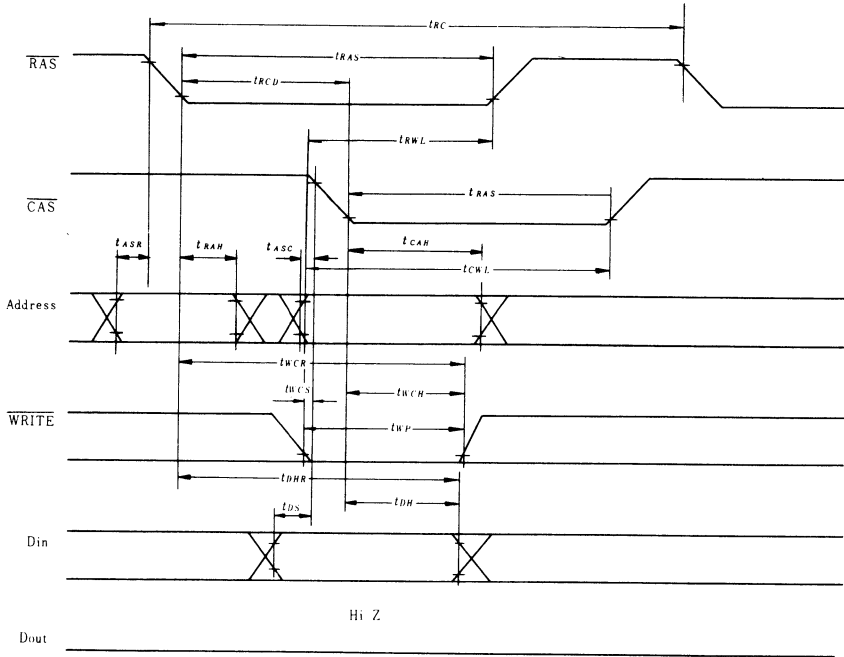 tRC
RAS
tRAS
tRCD
tRWL
CAS
tRAS
tASR
tRAH
tASC
tCAH
tCWL
Address
tWCR
tWCS
tWCH
WRITE
tWP
tDHR
tDS
tDH
Din
Hi Z
Dout